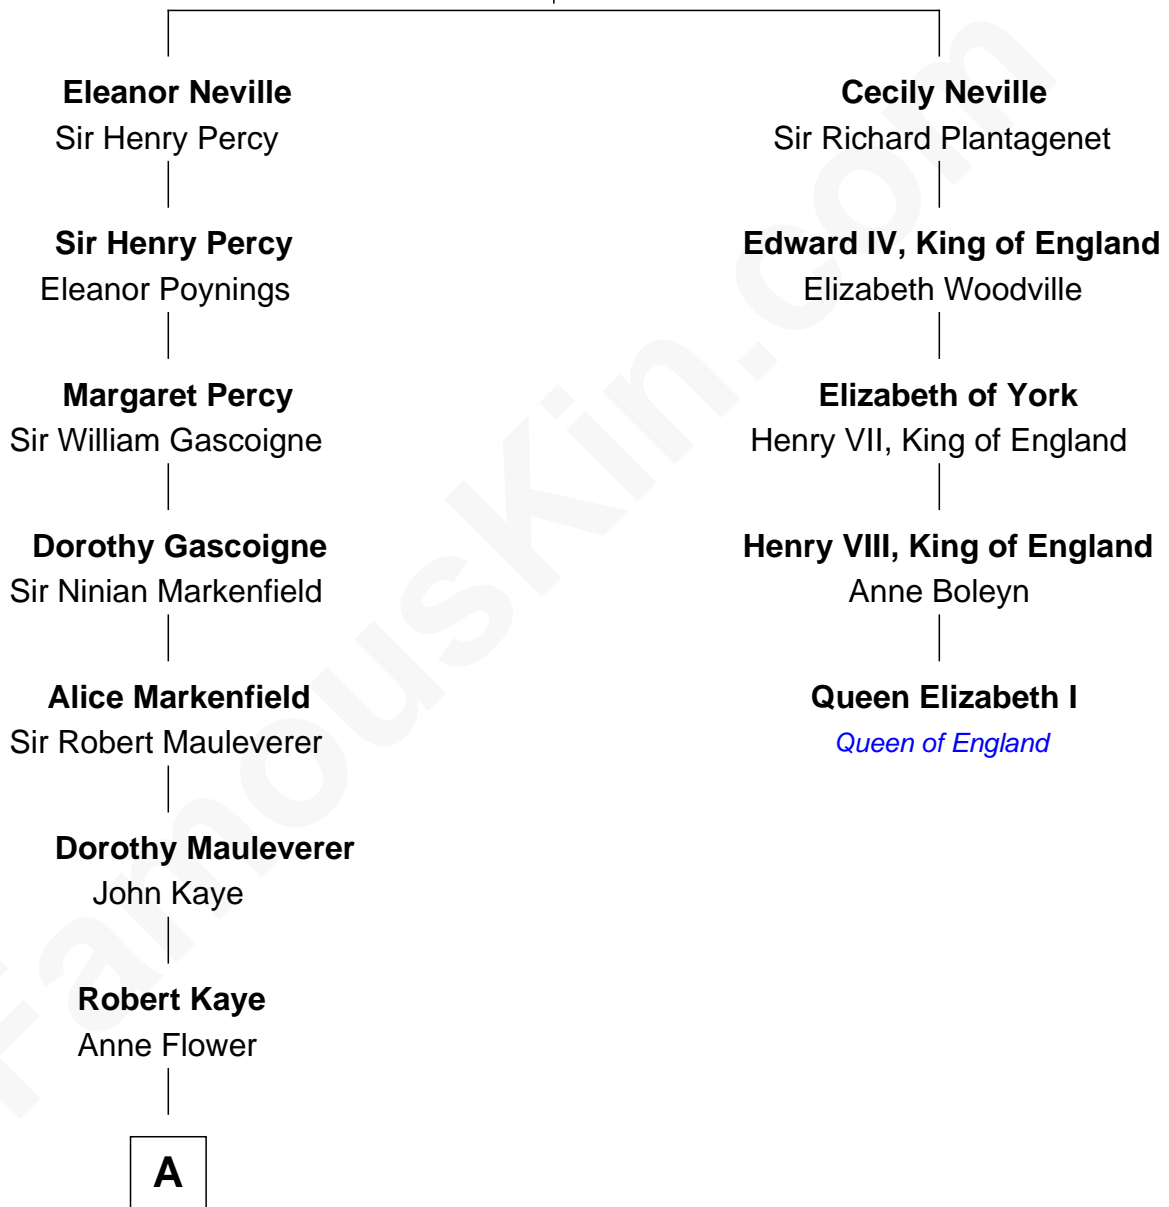 Eleanor Neville
Sir Henry Percy
Sir Henry Percy
Eleanor Poynings
Margaret Percy
Sir William Gascoigne
Dorothy Gascoigne
Sir Ninian Markenfield
Alice Markenfield
Sir Robert Mauleverer
Dorothy Mauleverer
John Kaye
Robert Kaye
Anne Flower
A
Cecily Neville
Sir Richard Plantagenet
Edward IV, King of England
Elizabeth Woodville
Elizabeth of York
Henry VII, King of England
Henry VIII, King of England
Anne Boleyn
Queen Elizabeth I
Queen of England
FamousKin.com